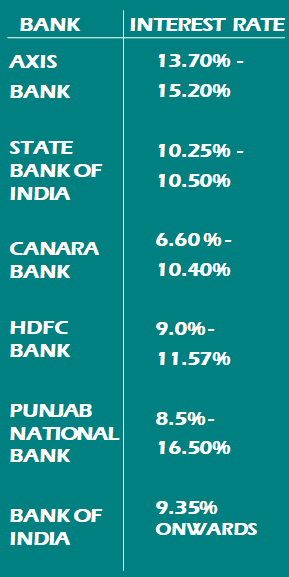 BANK INTEREST RATE
AXIS 13.70% -
BANK 15.20%
STATE
BANK OF
INDIA
10.25% -
10.50%
CANARA
BANK
6.60 % -
10.40%
HDFC
BANK
9.0% -
11.57%
PUNJAB
NATIONAL
BANK
8.5% -
16.50%
BANK OF
INDIA
9.35%
ONWARDS